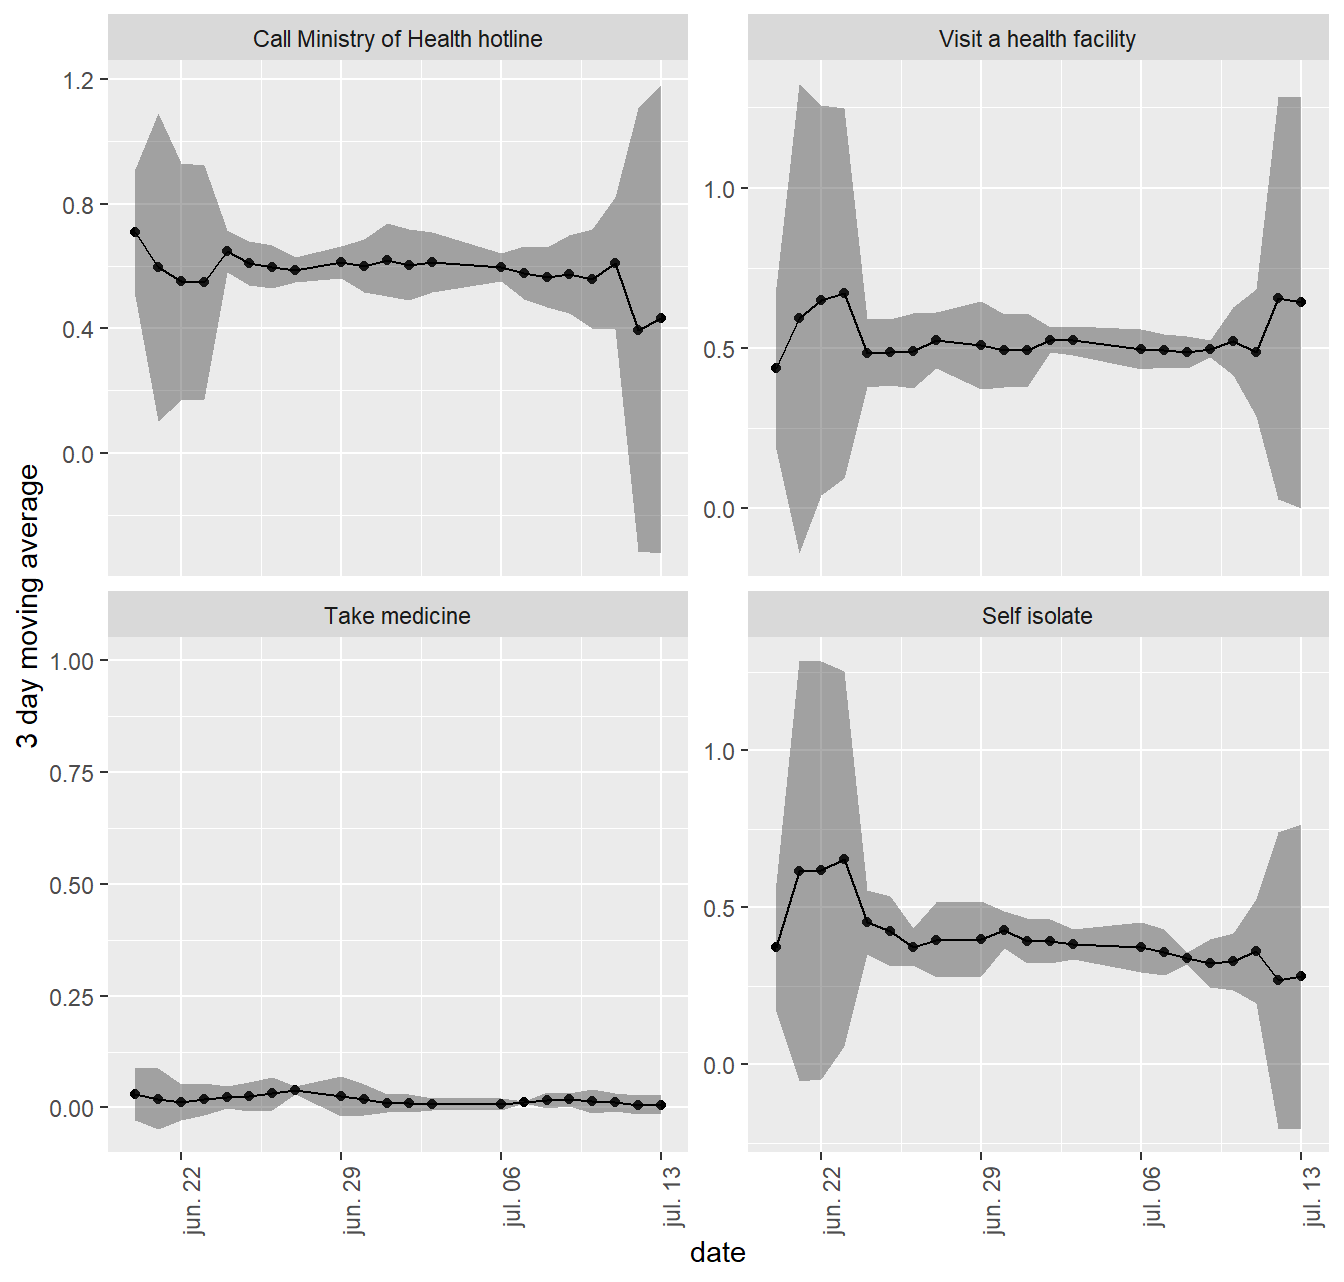 Call Ministry of Health hotline
Visit a health facility
1.2
0.8
0.4
0.0
1.0
0.5
0.0
3 day moving average
Take medicine
Self isolate
1.00
0.75
0.50
0.25
0.00
1.0
0.5
0.0
jun. 22
jun. 29
jul. 06
jul. 13
jun. 22
jun. 29
jul. 06
jul. 13
date